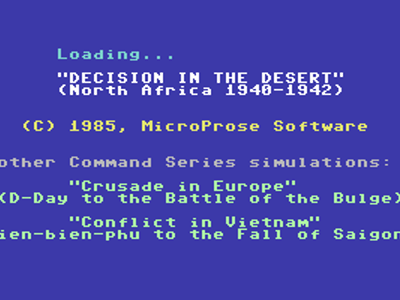 Loading...
"DECISION IN THE DESERT"
(North Africa 1940-1942)
(C) 1985, MicroProse Software
other Command Series simulations:
"Crusade in Europe"
(D-Day to the Battle of the Bulge)
"Conflict in Vietnam"
ien-bien-phu to the Fall of Saigon